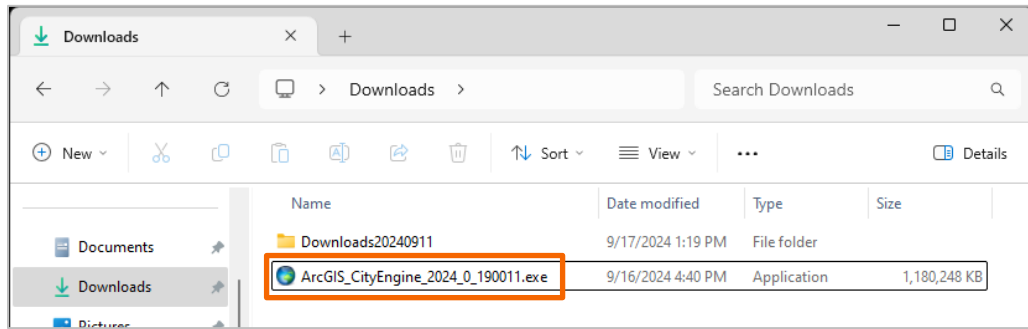 Downloads
Downloads
Search Downloads
New
Sort
View
Details
Name Date modified Type Size
Documents
Downloads20240911 9/17/2024 1:19 PM File folder
Downloads
ArcGIS_CityEngine_2024_0_190011.exe 9/16/2024 4:40 PM Application 1,180,248 KB
Pictures